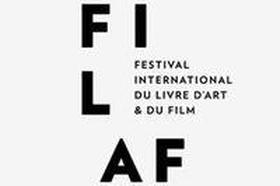 FI
FESTIVAL
INTERNATIONAL
L
DU LIVRE D'ART
& DU FILM
AF